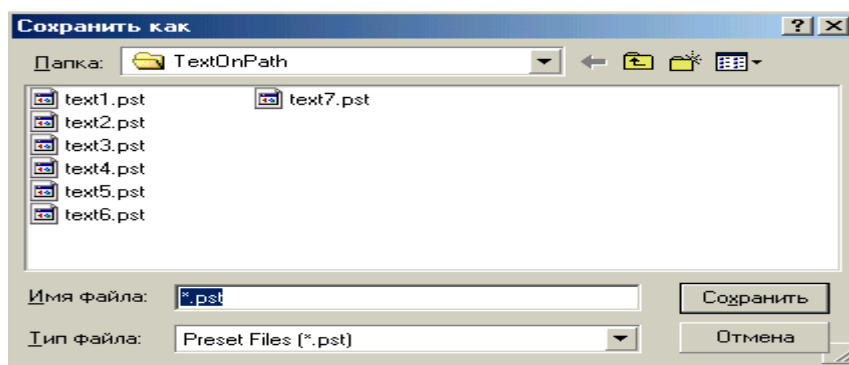 Сохранить как
Папка: TextOnPath
text1.pst text7.pst
text2.pst
text3.pst
text4.pst
text5.pst
text6.pst
Имя файла: *.pst Сохранить
Тип файла: Preset Files (*.pst) Отмена